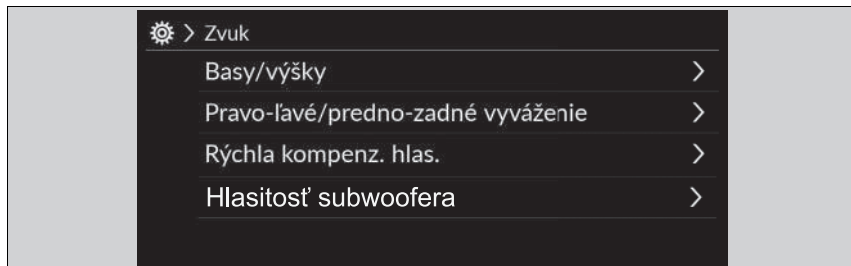 Zvuk
Basy/výšky
Pravo-ľavé/predno-zadné vyváženie
Rýchla kompenz. hlas.
Hlasitosť subwoofera